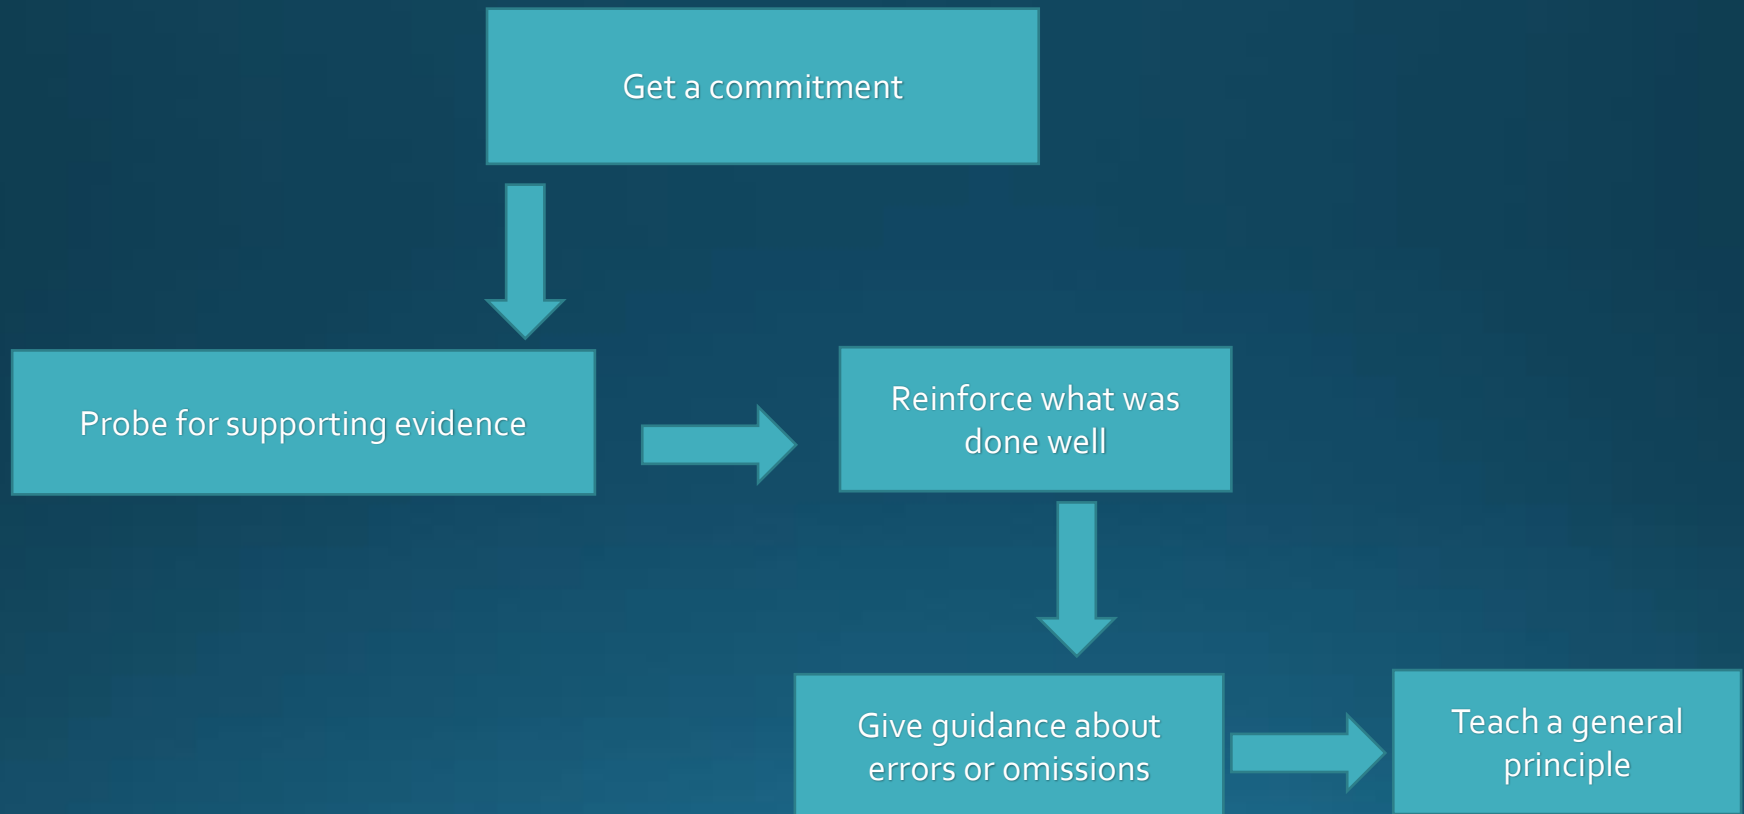 Get a commitment
Probe for supporting evidence
Reinforce what was
done well
Give guidance about
errors or omissions
Teach a general
principle